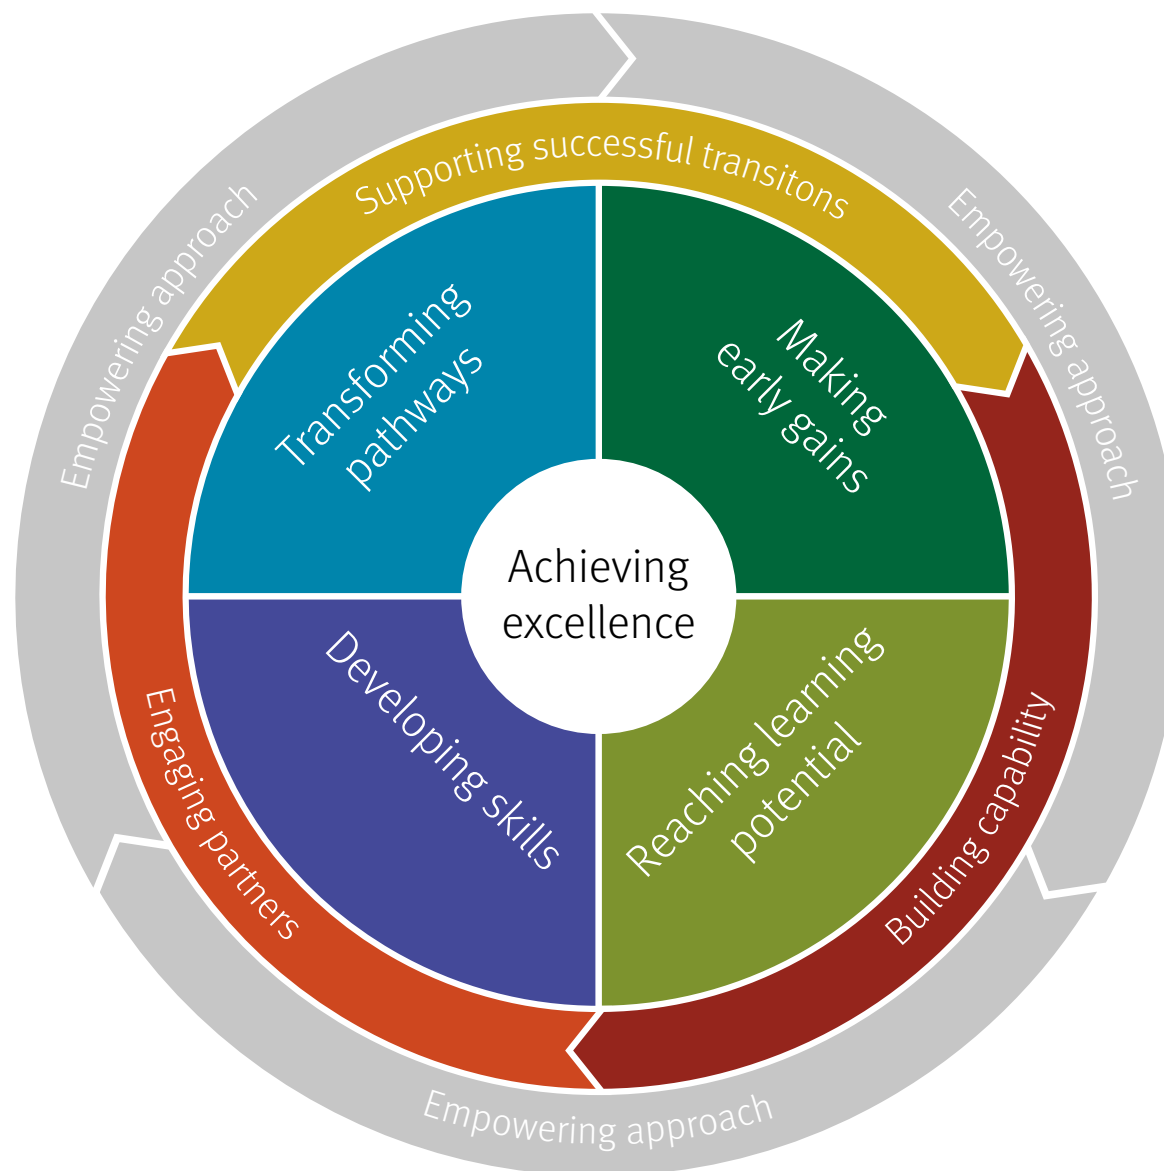 Empowering approach
Supporting successful transitons
Empowering approach
Transforming
pathways
Making
early gains
Achieving
excellence
Developing skills
Reaching learning
potential
Engaging partners
Building capability
Empowering approach